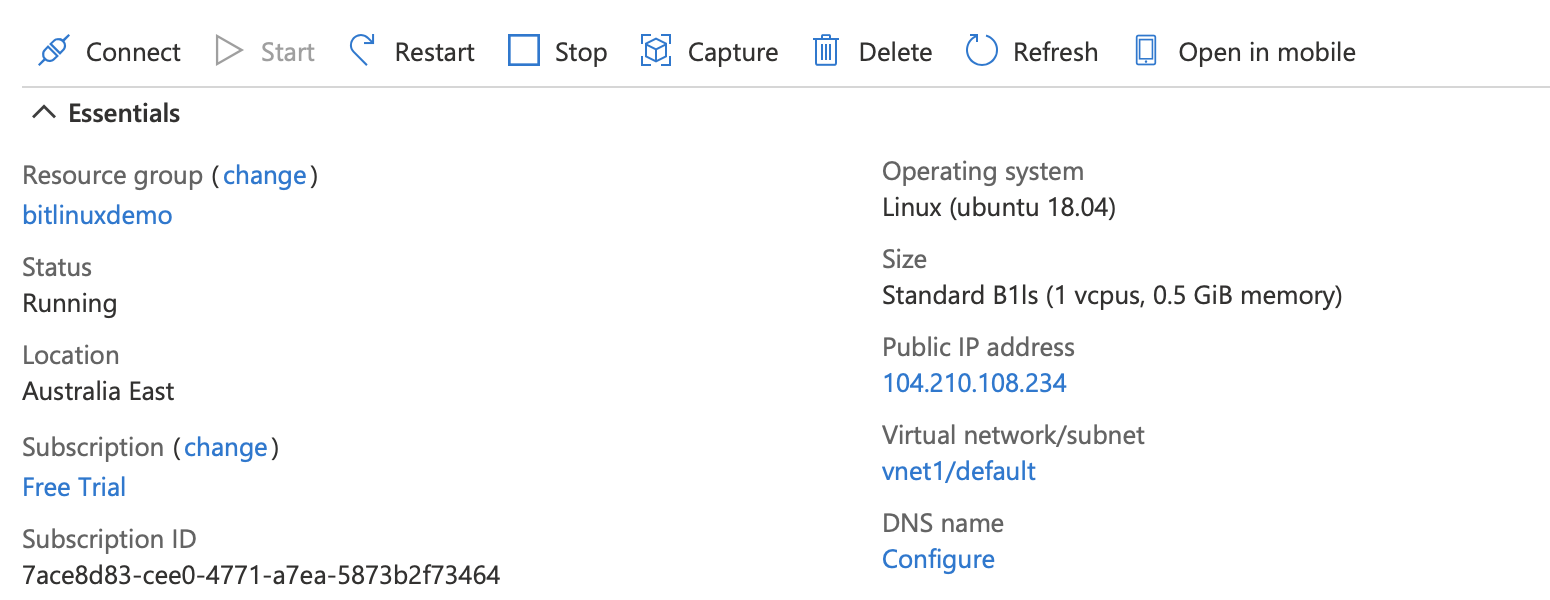 Connect Start Restart Stop Capture Delete Refresh Open in mobile
Essentials
Resource group (change)
bitlinuxdemo
Status
Running
Location
Australia East
Subscription (change)
Free Trial
Subscription ID
7ace8d83-cee0-4771-a7ea-5873b2f73464
Operating system
Linux (ubuntu 18.04)
Size
Standard B1ls (1 vcpus, 0.5 GiB memory)
Public IP address
104.210.108.234
Virtual network/subnet
vnet1/default
DNS name
Configure